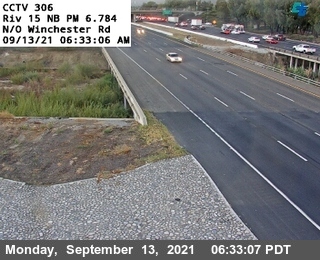 CCTV 306
Riv 15 NB PM 6.784
N/O Winchester Rd
09/13/21 06:33:06 AM
Monday, September 13, 2021 06:33:07 PDT